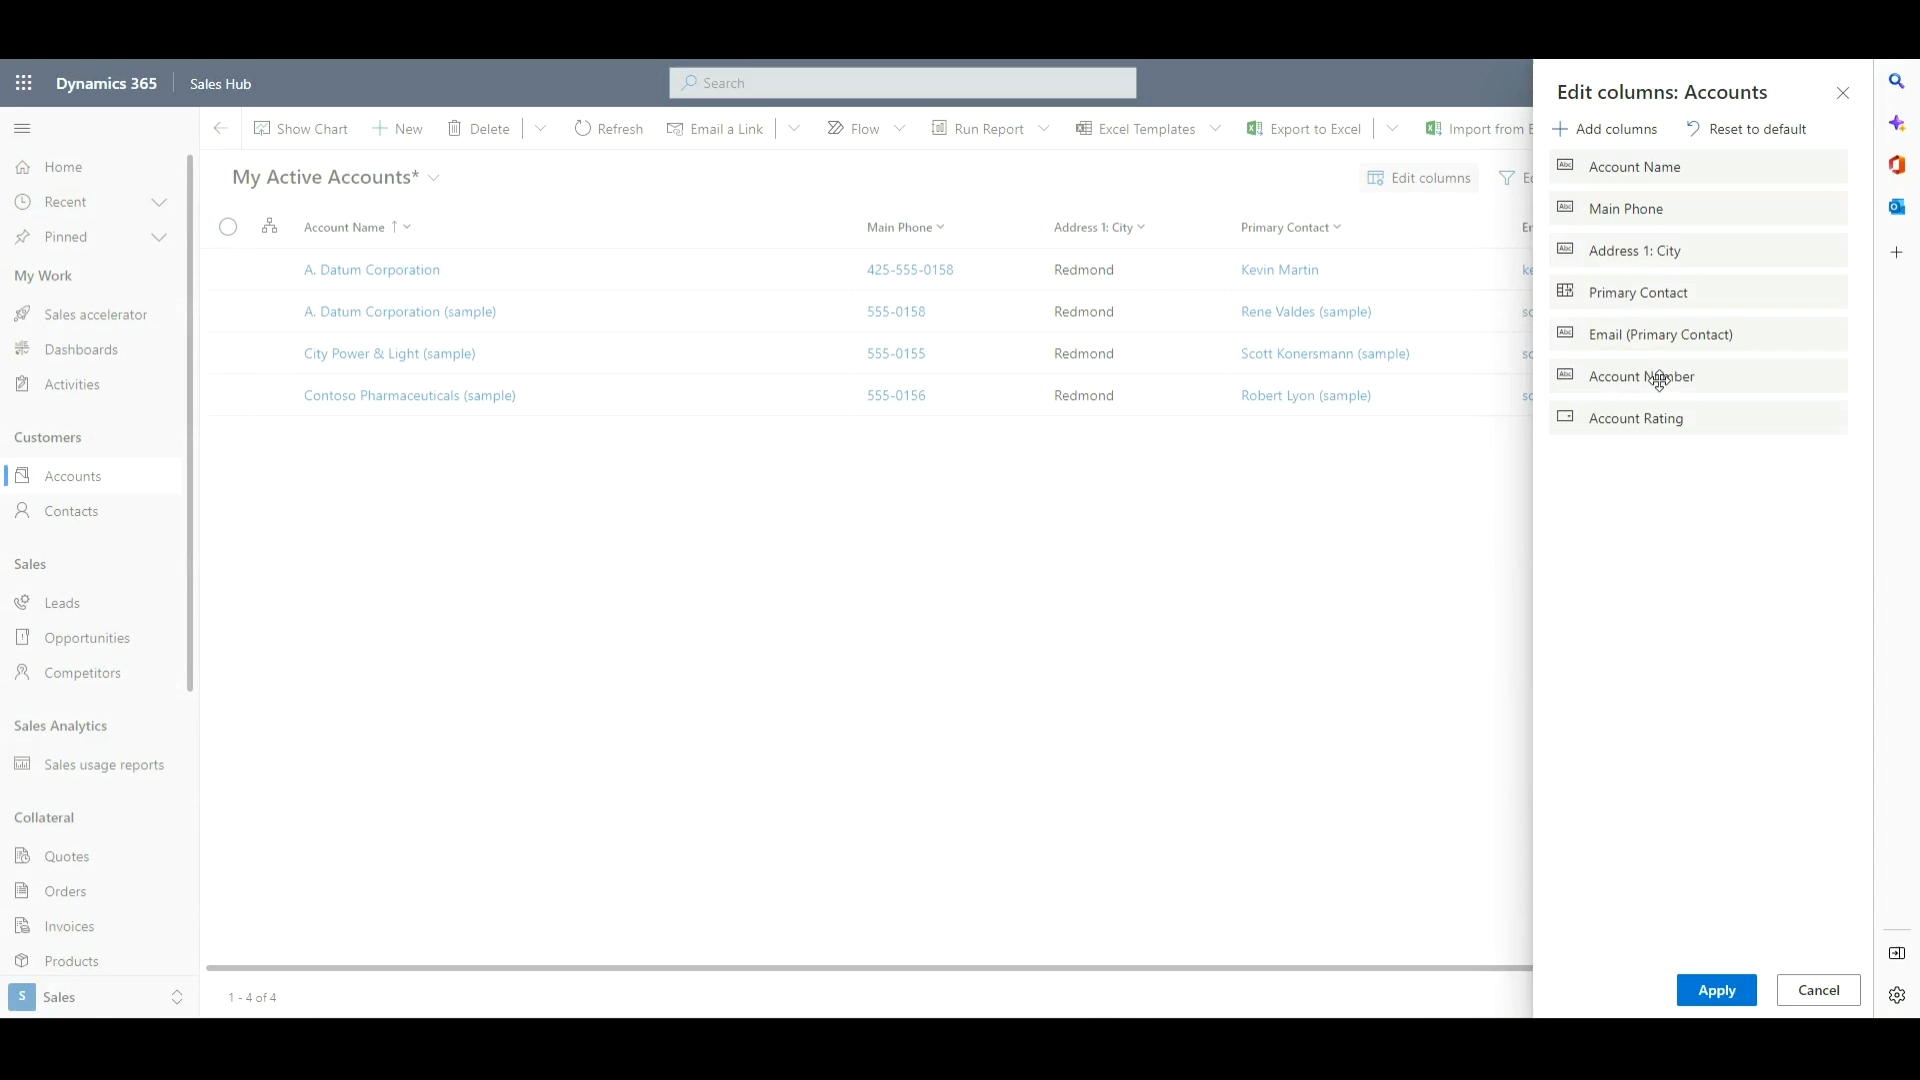 Dynamics 365 Sales Hub Search
Show Chart New Delete Refresh Email a Link Flow Run Report Excel Templates Export to Excel Import from E
Home
Recent
Pinned
My Work
Sales accelerator
Dashboards
Activities
Customers
Accounts
Contacts
Sales
Leads
Opportunities
Competitors
Sales Analytics
Sales usage reports
Collateral
Quotes
Orders
Invoices
Products
S Sales
My Active Accounts* Edit columns
Account Name Main Phone Address 1: City Primary Contact
A. Datum Corporation 425-555-0158 Redmond Kevin Martin
A. Datum Corporation (sample) 555-0158 Redmond Rene Valdes (sample)
City Power & Light (sample) 555-0155 Redmond Scott Konersmann (sample)
Contoso Pharmaceuticals (sample) 555-0156 Redmond Robert Lyon (sample)
1 - 4 of 4
Edit columns: Accounts
Add columns Reset to default
Abc Account Name
Abc Main Phone
Abc Address 1: City
Primary Contact
Abc Email (Primary Contact)
Abc Account Number
Account Rating
Apply Cancel